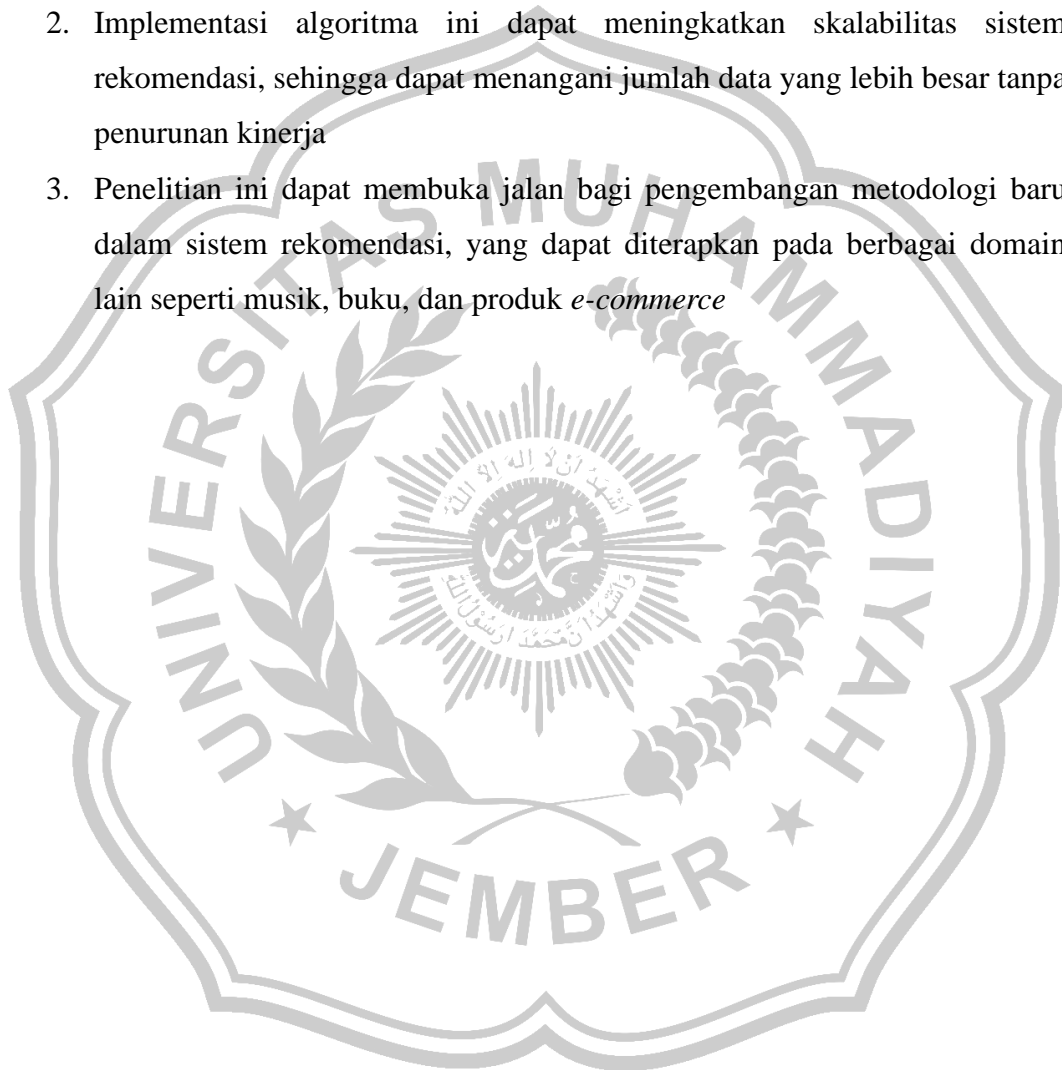 2. Implementasi algoritma ini dapat meningkatkan skalabilitas sistem
rekomendasi, sehingga dapat menangani jumlah data yang lebih besar tanpa
penurunan kinerja
3. Penelitian ini dapat membuka jalan bagi pengembangan metodologi baru
dalam sistem rekomendasi, yang dapat diterapkan pada berbagai domain
lain seperti musik, buku, dan produk e-commerce
UNIVERSITAS MUHAMMADIYAH
JEMBER